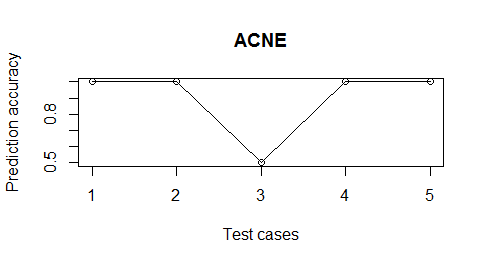 ACNE
Prediction accuracy
0.8
0.5
1 2 3 4 5
Test cases